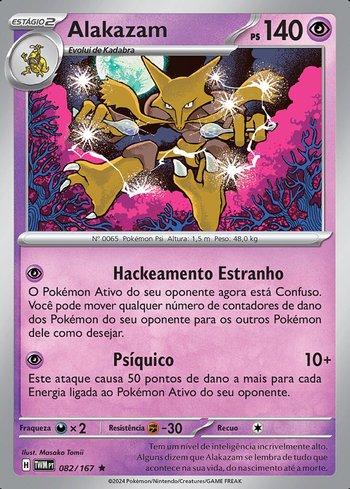 ESTÁGIO 2
Alakazam
PS 140
Evolui de Kadabra
Nº 0065 Pokémon Psi Altura: 1,5 m Peso: 48,0 kg
Hackeamento Estranho
O Pokémon Ativo do seu oponente agora está Confuso.
Você pode mover qualquer número de contadores de dano
dos Pokémon do seu oponente para os outros Pokémon
dele como desejar.
Psíquico 10+
Este ataque causa 50 pontos de dano a mais para cada
Energia ligada ao Pokémon Ativo do seu oponente.
Fraqueza ×2 Resistência -30 Recuo
Ilust. Masako Tomii
H TWM PT 082/167 ★
Tem um nível de inteligência incrivelmente alto.
Alguns dizem que Alakazam se lembra de tudo que
acontece na sua vida, do nascimento até a morte.
©2024 Pokémon/Nintendo/Creatures/GAME FREAK